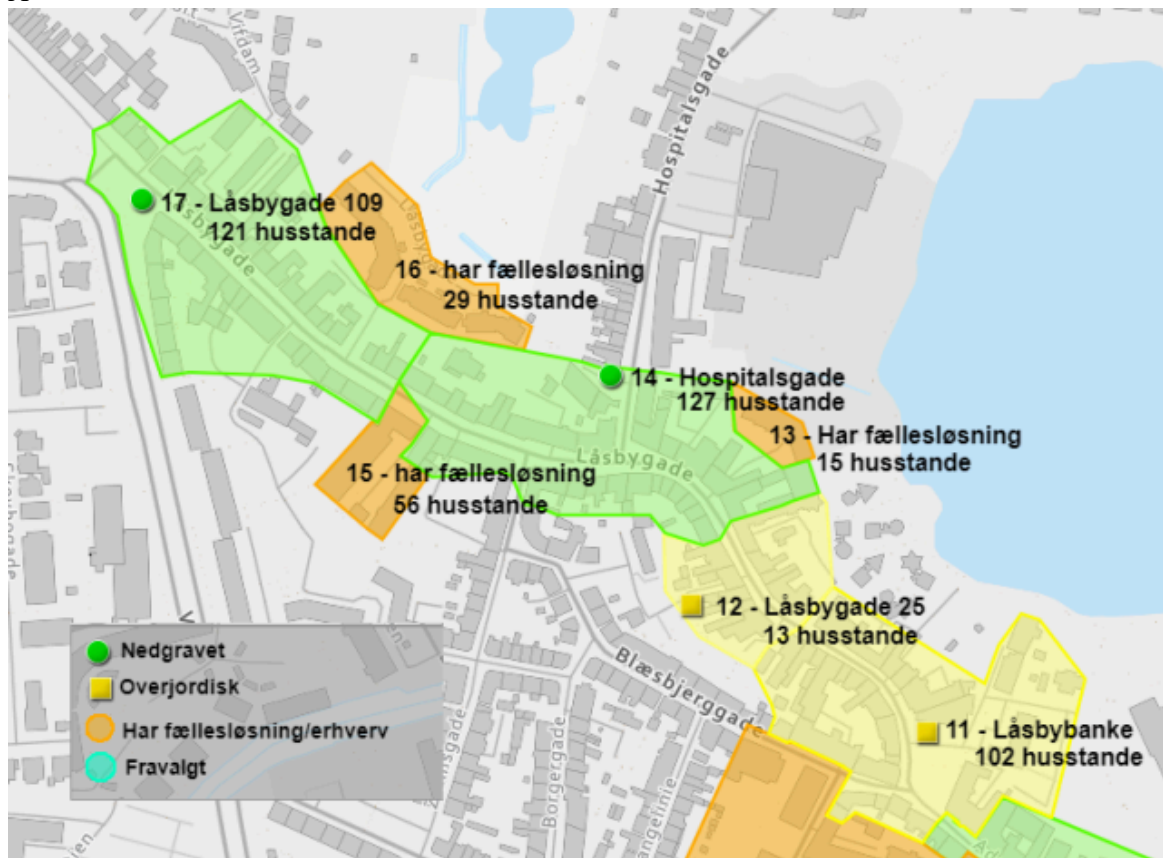 Vifdam
Hospitalsgade
17 - Låsbygade 109
121 husstande
16 - har fællesløsning
29 husstande
14 - Hospitalsgade
127 husstande
13 - Har fællesløsning
15 husstande
Låsbygade
15 - har fællesløsning
56 husstande
12 - Låsbygade 25
13 husstande
Blæsbjerggade
11 - Låsbybanke
102 husstande
Borgergade
Nedgravet
Overjordisk
Har fællesløsning/erhverv
Fravalgt